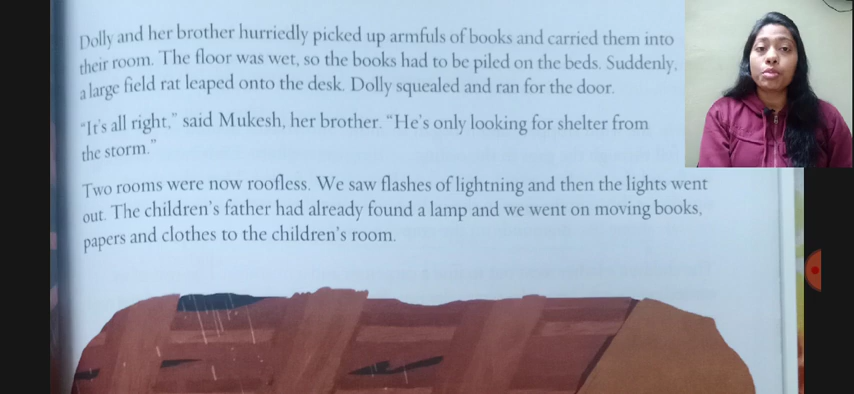 Dolly and her brother hurriedly picked up armfuls of books and carried them into
their room. The floor was wet, so the books had to be piled on the beds. Suddenly,
a large field rat leaped onto the desk. Dolly squealed and ran for the door.
“It’s all right,” said Mukesh, her brother. “He’s only looking for shelter from
the storm.”
Two rooms were now roofless. We saw flashes of lightning and then the lights went
out. The children’s father had already found a lamp and we went on moving books,
papers and clothes to the children’s room.